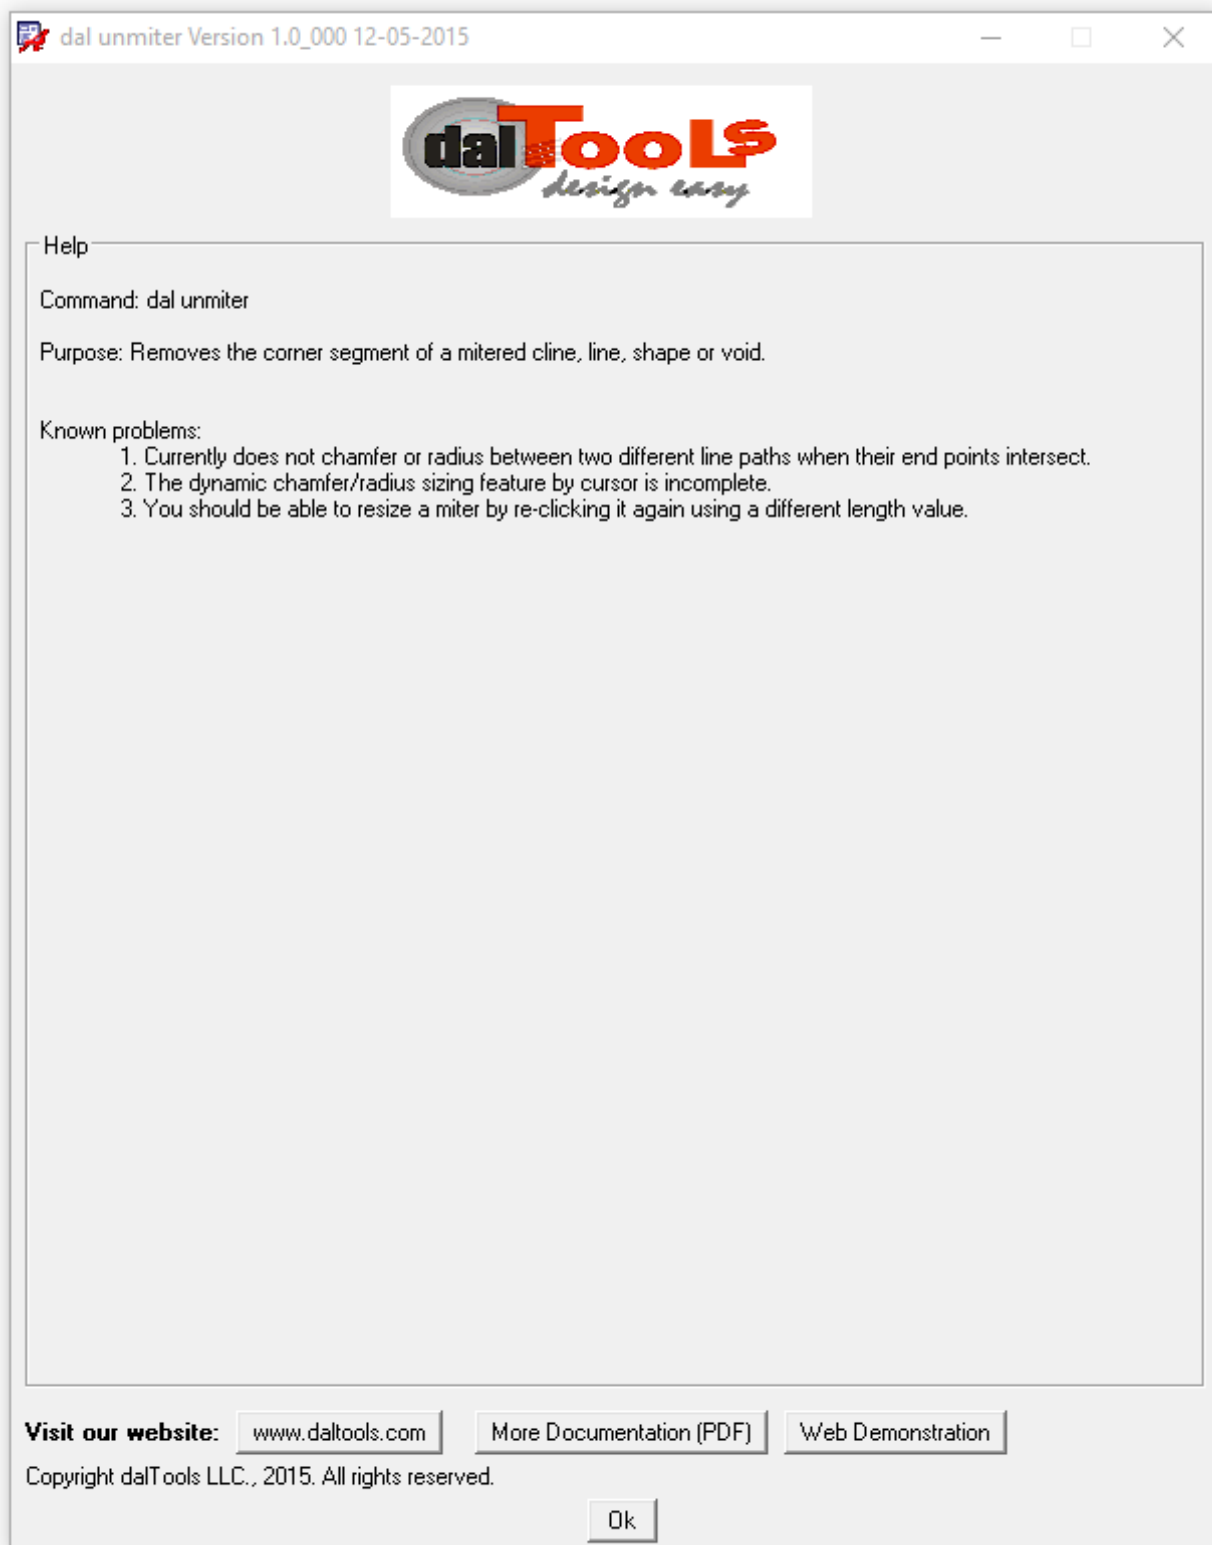 dal unmiter Version 1.0_000 12-05-2015
dalTooLs
design easy
Help
Command: dal unmiter
Purpose: Removes the corner segment of a mitered cline, line, shape or void.
Known problems:
1. Currently does not chamfer or radius between two different line paths when their end points intersect.
2. The dynamic chamfer/radius sizing feature by cursor is incomplete.
3. You should be able to resize a miter by re-clicking it again using a different length value.
Visit our website: www.daltools.com More Documentation (PDF) Web Demonstration
Copyright dalTools LLC., 2015. All rights reserved.
Ok